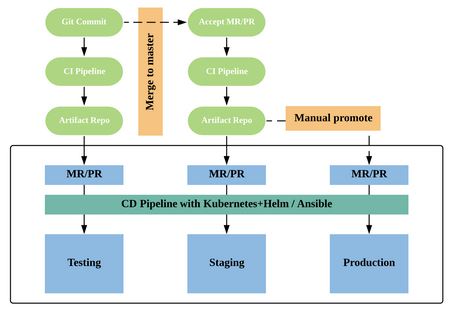 Git Commit
Accept MR/PR
Merge to master
CI Pipeline
CI Pipeline
Artifact Repo
Artifact Repo
Manual promote
MR/PR
MR/PR
MR/PR
CD Pipeline with Kubernetes+Helm / Ansible
Testing
Staging
Production